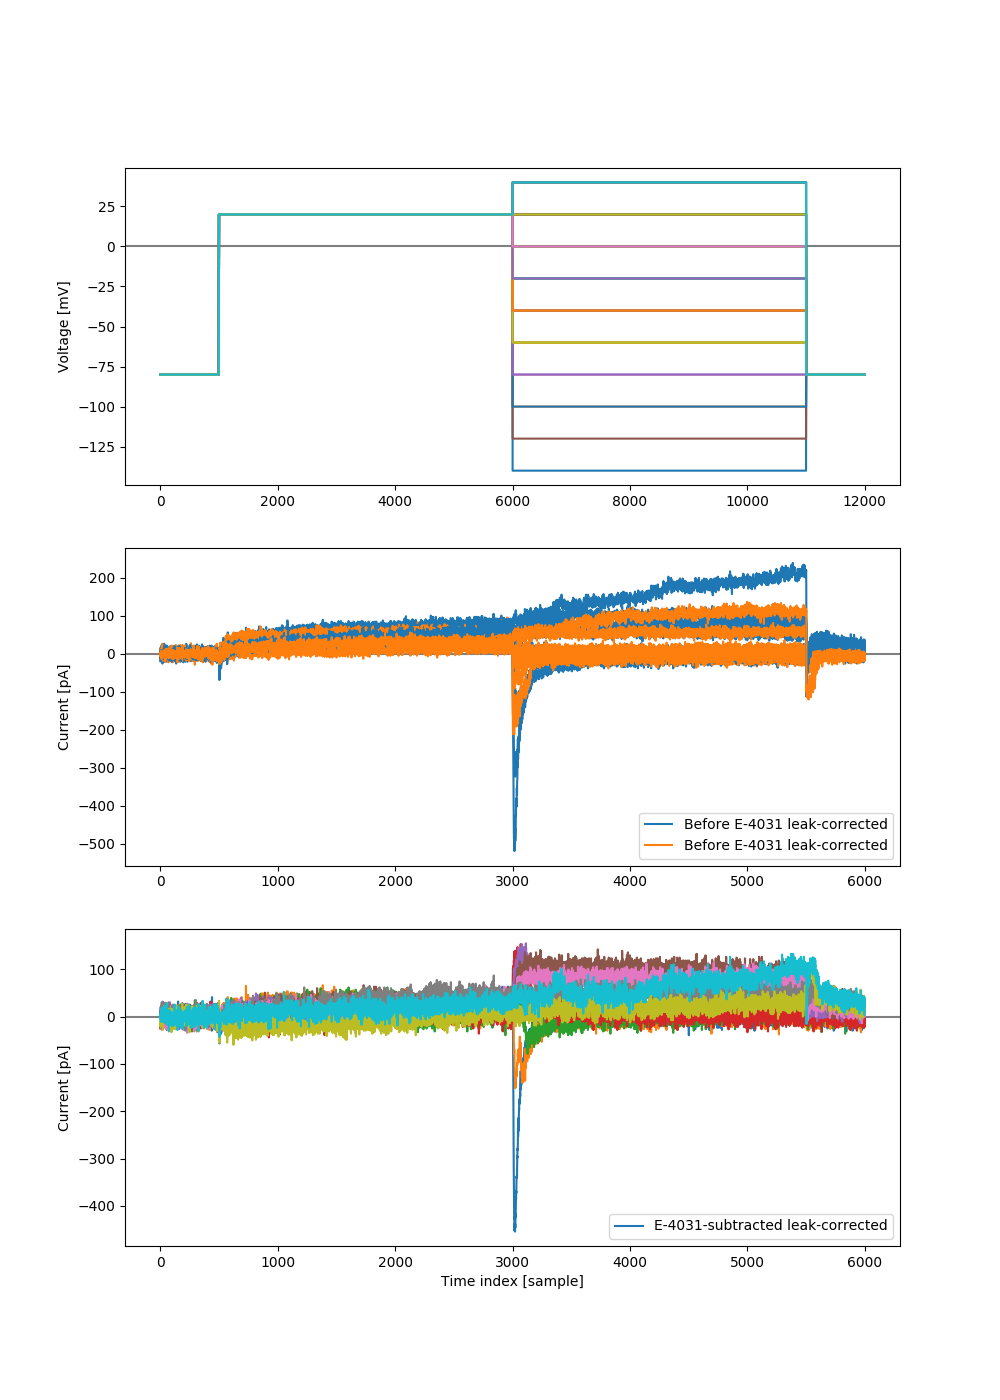 25
0
−25
−50
−75
−100
−125
Voltage [mV]
0 2000 4000 6000 8000 10000 12000
200
100
0
−100
−200
−300
−400
−500
Current [pA]
Before E-4031 leak-corrected
Before E-4031 leak-corrected
0 1000 2000 3000 4000 5000 6000
100
0
−100
−200
−300
−400
Current [pA]
E-4031-subtracted leak-corrected
0 1000 2000 3000 4000 5000 6000
Time index [sample]